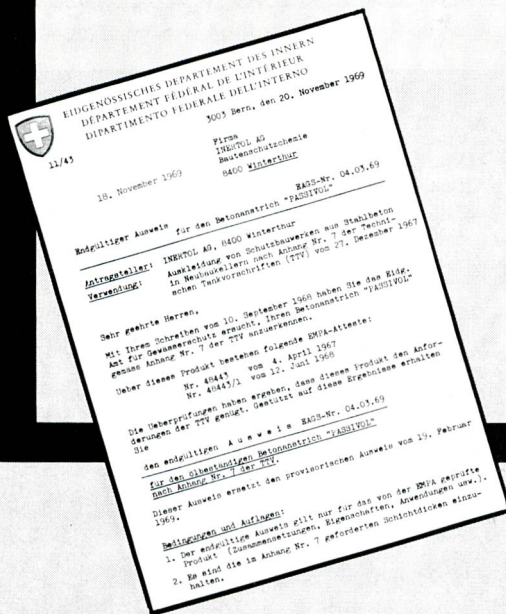 EIDGENÖSSISCHES DEPARTEMENT DES INNERN
DÉPARTEMENT FÉDÉRAL DE L'INTÉRIEUR
DIPARTIMENTO FEDERALE DELL'INTERNO
11/43
3003 Bern, den 20. November 1969
18. November 1969
Firma
INERTOL AG
Bautenschutzchemie
8400 Winterthur
Endgültiger Ausweis für den Betonanstrich "PASSIVOL"
EAGS-Nr. 04.03.69
Antragsteller: INERTOL AG, 8400 Winterthur
Verwendung: Auskleidung von Schutzbauwerken aus Stahlbeton
in Neubaukellern nach Anhang Nr. 7 der Techni-
schen Tankvorschriften (TTV) vom 27. Dezember 1967
Sehr geehrte Herren,
Mit Ihrem Schreiben vom 10. September 1968 haben Sie das Eidg.
Amt für Gewässerschutz ersucht, Ihren Betonanstrich "PASSIVOL"
gemäss Anhang Nr. 7 der TTV anzuerkennen.
Ueber dieses Produkt bestehen folgende EMPA-Atteste:
Nr. 48443 vom 4. April 1967
Nr. 48443/1 vom 12. Juni 1968
Die Ueberprüfungen haben ergeben, dass dieses Produkt den Anfor-
derungen der TTV genügt. Gestützt auf diese Ergebnisse erhalten
Sie
den endgültigen A u s w e i s EAGS-Nr. 04.03.69
für den ölbeständigen Betonanstrich "PASSIVOL"
nach Anhang Nr. 7 der TTV.
Dieser Ausweis ersetzt den provisorischen Ausweis vom 19. Februar
1969.
Bedingungen und Auflagen:
1. Der endgültige Ausweis gilt nur für das von der EMPA geprüfte
Produkt (Zusammensetzungen, Eigenschaften, Anwendungen usw.).
2. Es sind die im Anhang Nr. 7 geforderten Schichtdicken einzu-
halten.